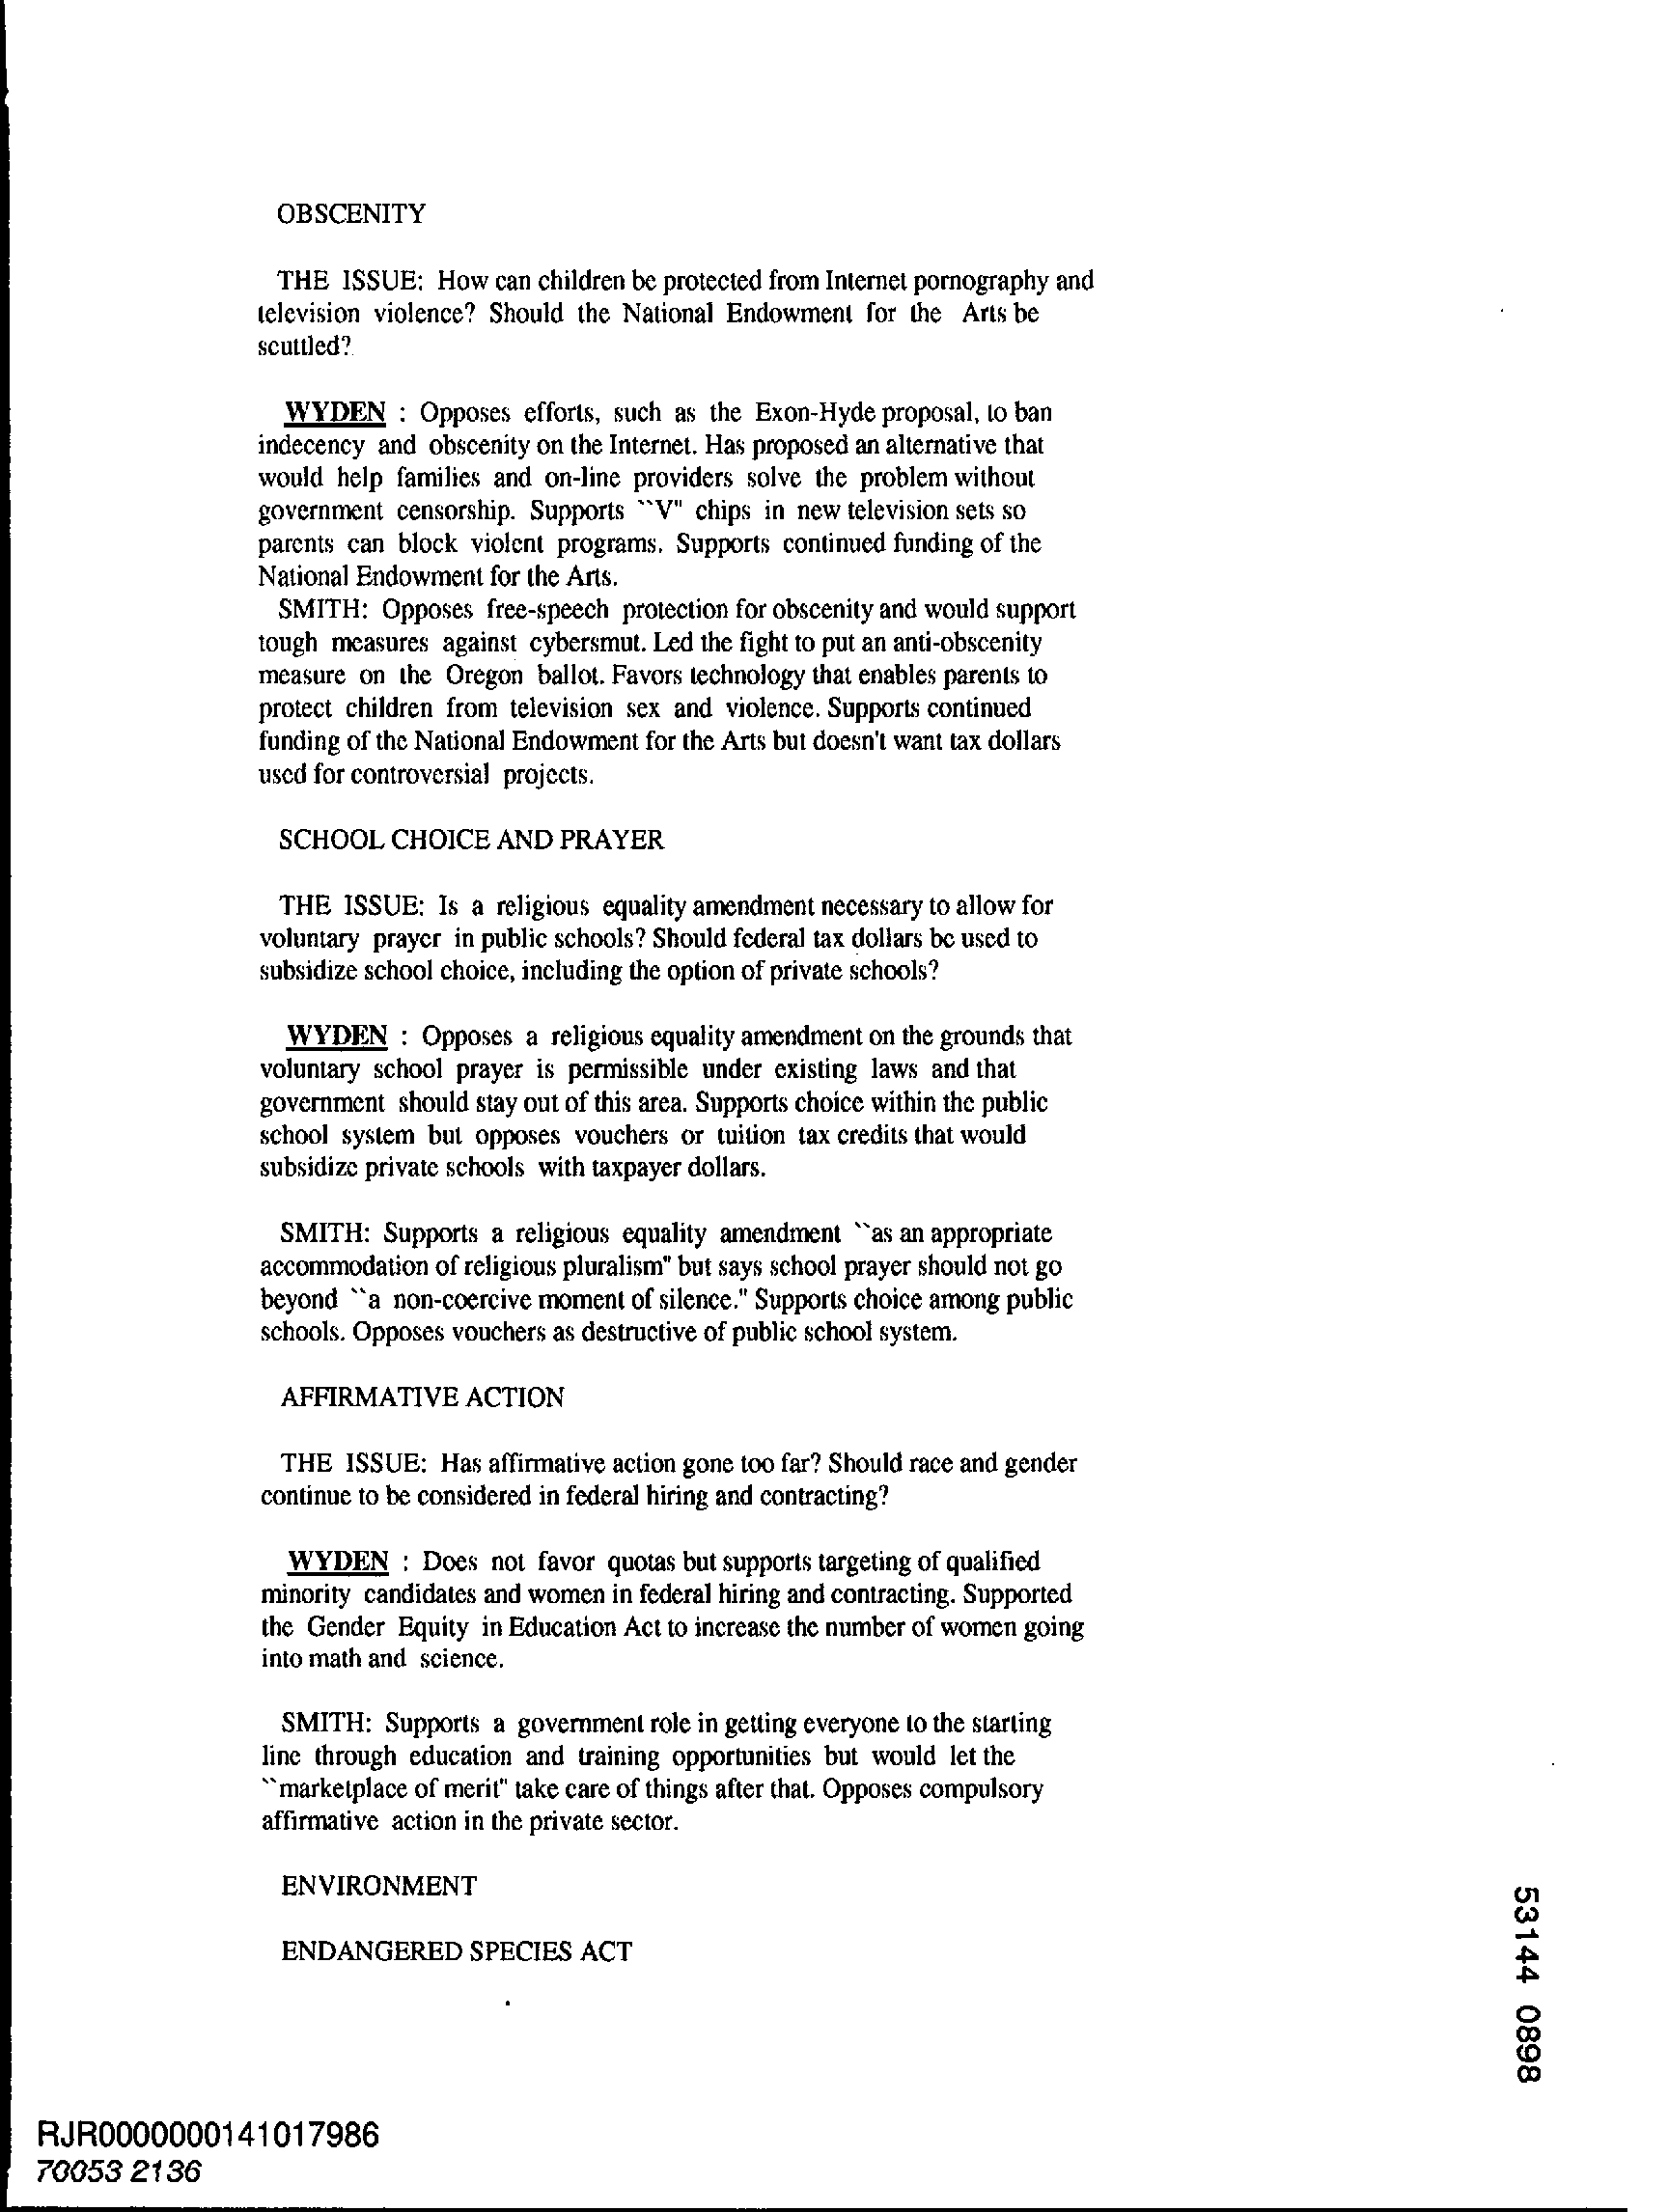 OBSCENITY
THE ISSUE: How can children be protected from Internet pornography and
television violence? Should the National Endowment for the Arts be
scuttled?
WYDEN : Opposes efforts, such as the Exon-Hyde proposal, to ban
indecency and obscenity on the Internet. Has proposed an alternative that
would help families and on-line providers solve the problem without
government censorship. Supports ``V" chips in new television sets so
parents can block violent programs. Supports continued funding of the
National Endowment for the Arts.
SMITH: Opposes free-speech protection for obscenity and would support
tough measures against cybersmut. Led the fight to put an anti-obscenity
measure on the Oregon ballot. Favors technology that enables parents to
protect children from television sex and violence. Supports continued
funding of the National Endowment for the Arts but doesn't want tax dollars
used for controversial projects.
SCHOOL CHOICE AND PRAYER
THE ISSUE: Is a religious equality amendment necessary to allow for
voluntary prayer in public schools? Should federal tax dollars be used to
subsidize school choice, including the option of private schools?
WYDEN : Opposes a religious equality amendment on the grounds that
voluntary school prayer is permissible under existing laws and that
government should stay out of this area. Supports choice within the public
school system but opposes vouchers or tuition tax credits that would
subsidize private schools with taxpayer dollars.
SMITH: Supports a religious equality amendment ``as an appropriate
accommodation of religious pluralism" but says school prayer should not go
beyond ``a non-coercive moment of silence." Supports choice among public
schools. Opposes vouchers as destructive of public school system.
AFFIRMATIVE ACTION
THE ISSUE: Has affirmative action gone too far? Should race and gender
continue to be considered in federal hiring and contracting?
WYDEN : Does not favor quotas but supports targeting of qualified
minority candidates and women in federal hiring and contracting. Supported
the Gender Equity in Education Act to increase the number of women going
into math and science.
SMITH: Supports a government role in getting everyone to the starting
line through education and training opportunities but would let the
``marketplace of merit" take care of things after that. Opposes compulsory
affirmative action in the private sector.
ENVIRONMENT
ENDANGERED SPECIES ACT
53144 0898
RJR0000000141017986
70053 2136